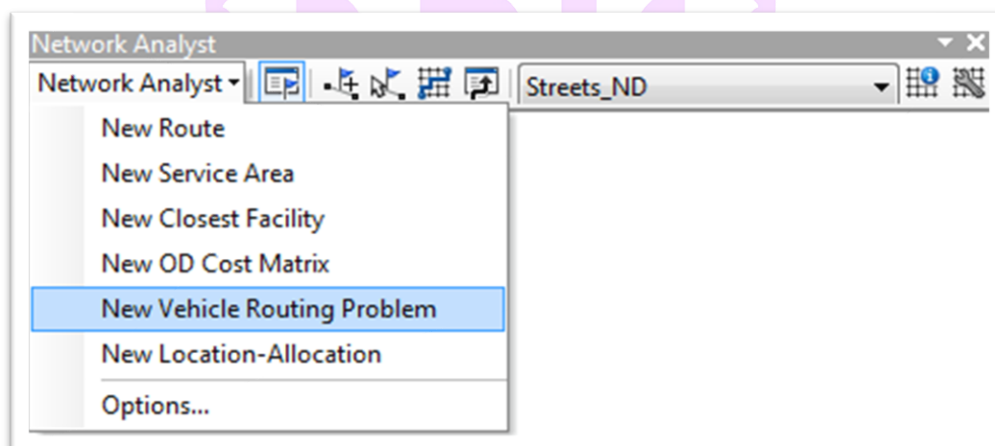 Network Analyst
Network Analyst Streets_ND
New Route
New Service Area
New Closest Facility
New OD Cost Matrix
New Vehicle Routing Problem
New Location-Allocation
Options...